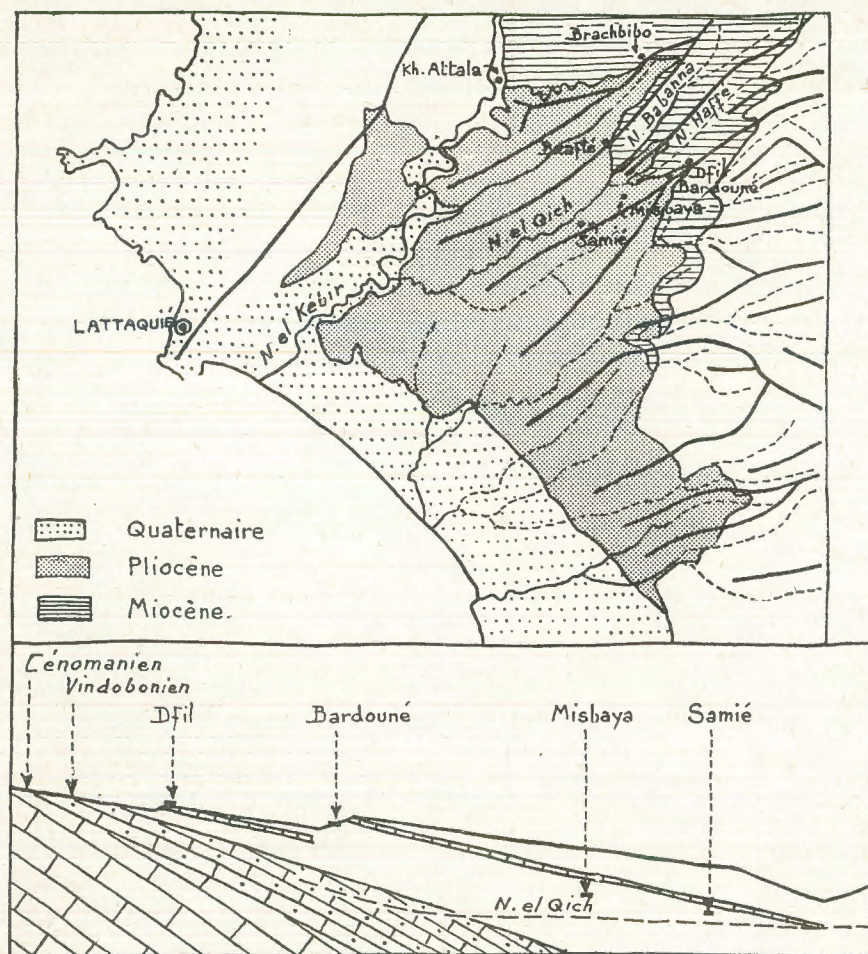 Brachbibo
Kh. Attala
N. Babanna
N. Haffe
Dfil
Bardouné
Misbaya
Samié
N. el Qich
N el Kébir
LATTAQUIE
Quaternaire
Pliocène
Miocène.
Cénomanien
Vindobonien
Dfil
Bardouné
Misbaya
Samié
N. el Qich